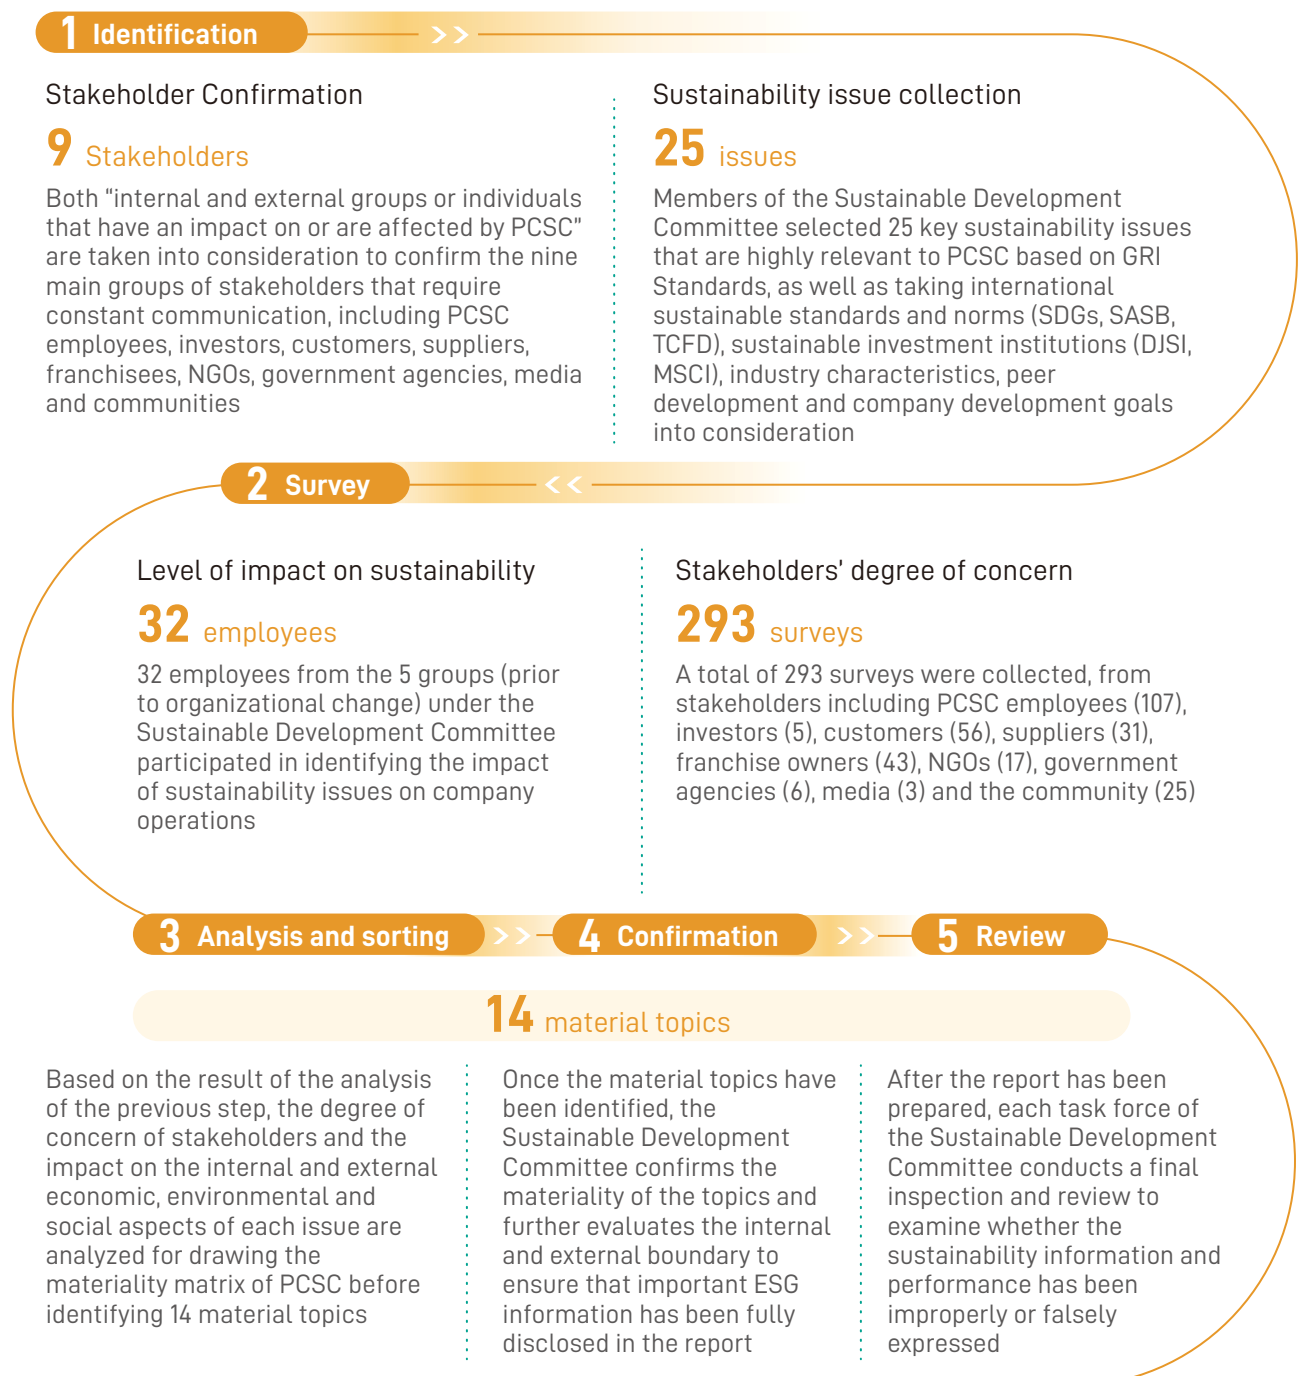 1 Identification
Stakeholder Confirmation
9 Stakeholders
Both “internal and external groups or individuals
that have an impact on or are affected by PCSC”
are taken into consideration to confirm the nine
main groups of stakeholders that require
constant communication, including PCSC
employees, investors, customers, suppliers,
franchisees, NGOs, government agencies, media
and communities
Sustainability issue collection
25 issues
Members of the Sustainable Development
Committee selected 25 key sustainability issues
that are highly relevant to PCSC based on GRI
Standards, as well as taking international
sustainable standards and norms (SDGs, SASB,
TCFD), sustainable investment institutions (DJSI,
MSCI), industry characteristics, peer
development and company development goals
into consideration
2 Survey
Level of impact on sustainability
32 employees
32 employees from the 5 groups (prior
to organizational change) under the
Sustainable Development Committee
participated in identifying the impact
of sustainability issues on company
operations
Stakeholders’ degree of concern
293 surveys
A total of 293 surveys were collected, from
stakeholders including PCSC employees (107),
investors (5), customers (56), suppliers (31),
franchise owners (43), NGOs (17), government
agencies (6), media (3) and the community (25)
3 Analysis and sorting
4 Confirmation
5 Review
14 material topics
Based on the result of the analysis
of the previous step, the degree of
concern of stakeholders and the
impact on the internal and external
economic, environmental and
social aspects of each issue are
analyzed for drawing the
materiality matrix of PCSC before
identifying 14 material topics
Once the material topics have
been identified, the
Sustainable Development
Committee confirms the
materiality of the topics and
further evaluates the internal
and external boundary to
ensure that important ESG
information has been fully
disclosed in the report
After the report has been
prepared, each task force of
the Sustainable Development
Committee conducts a final
inspection and review to
examine whether the
sustainability information and
performance has been
improperly or falsely
expressed